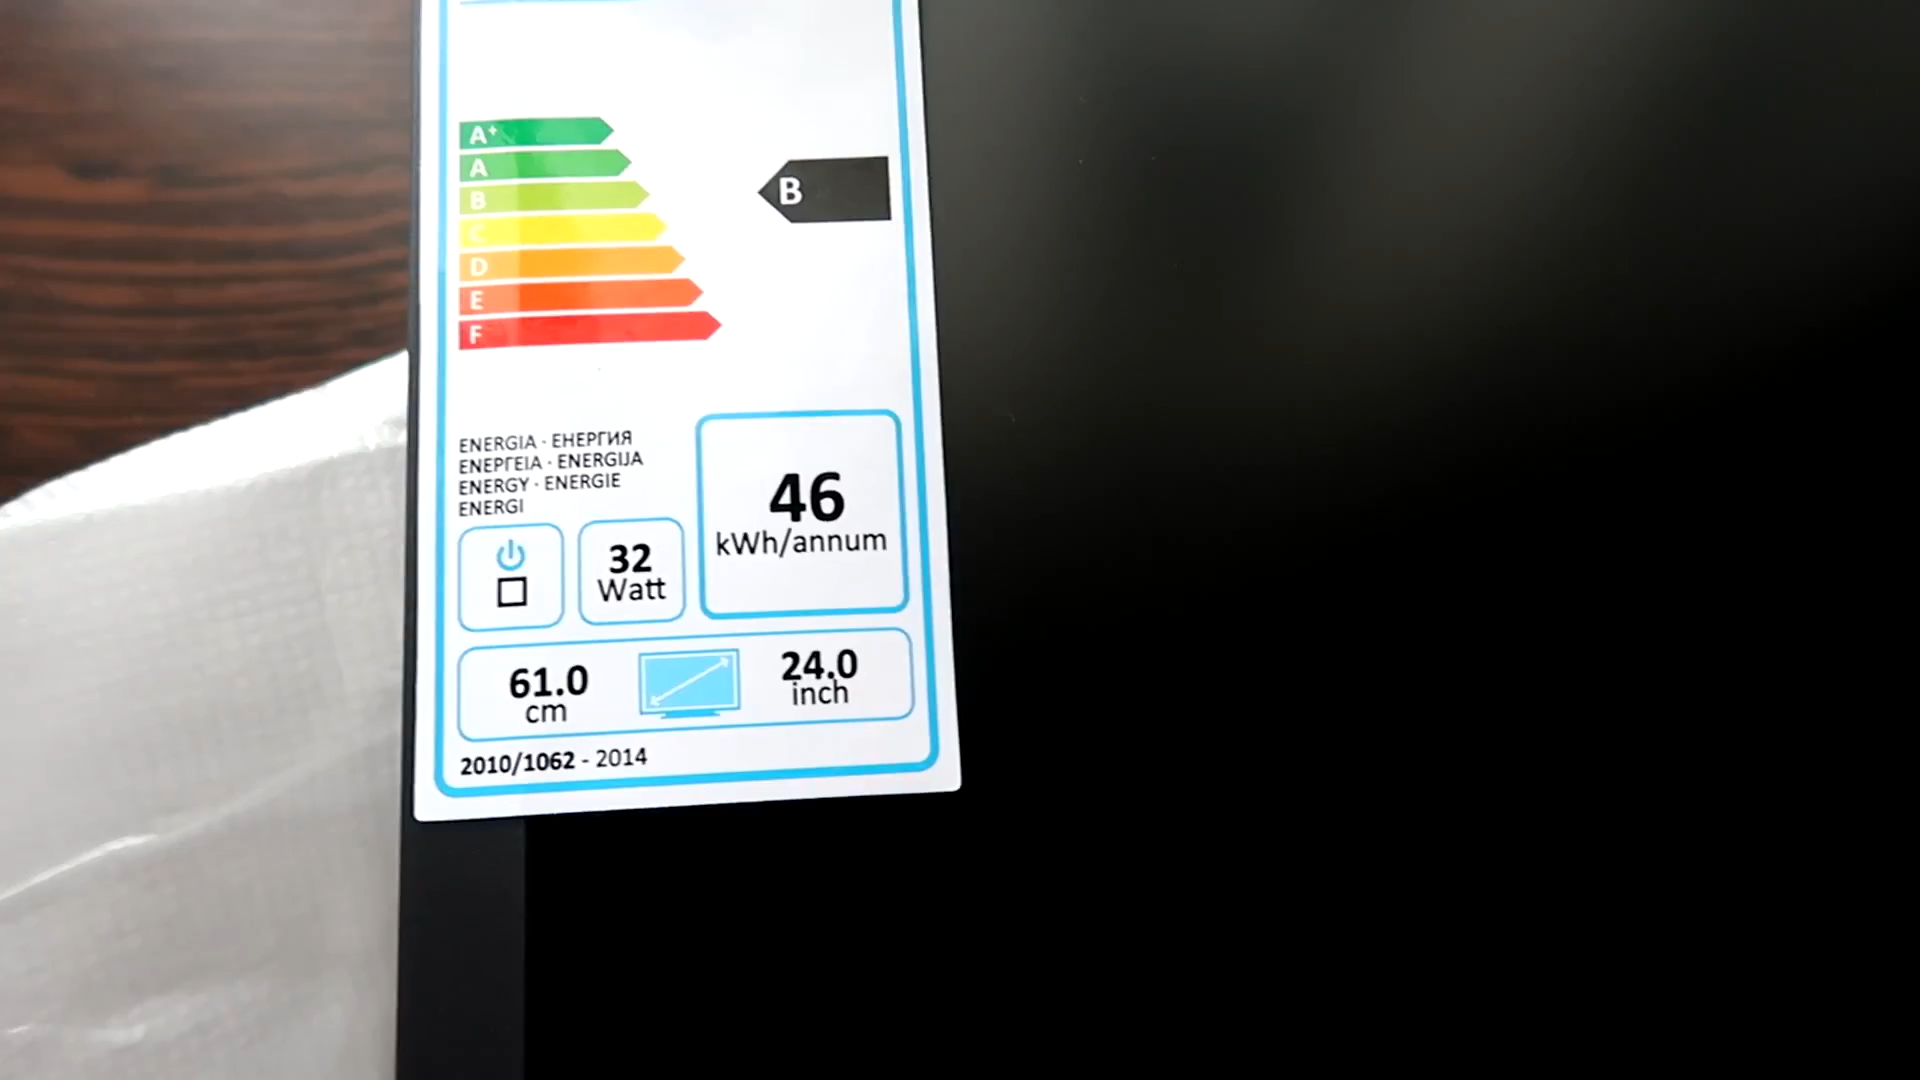 A+
A
B
C
D
E
F
B
ENERGIA · ЕНЕРГИЯ
ΕΝΕΡΓΕΙΑ · ENERGIJA
ENERGY · ENERGIE
ENERGI
46
kWh/annum
32
Watt
61.0
cm
24.0
inch
2010/1062 - 2014